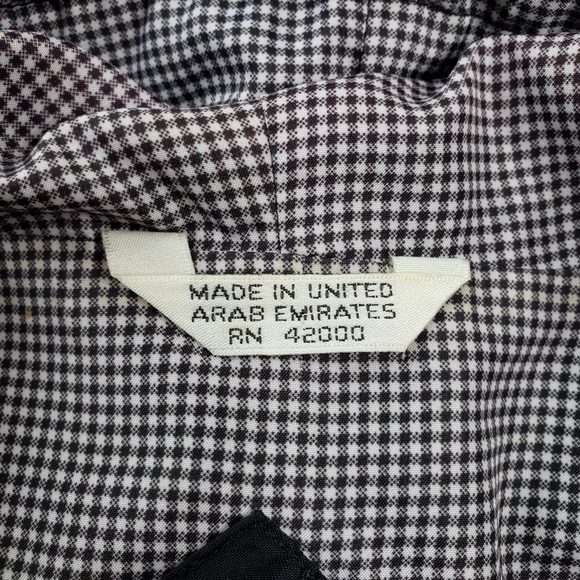 MADE IN UNITED
ARAB EMIRATES
RN 42000